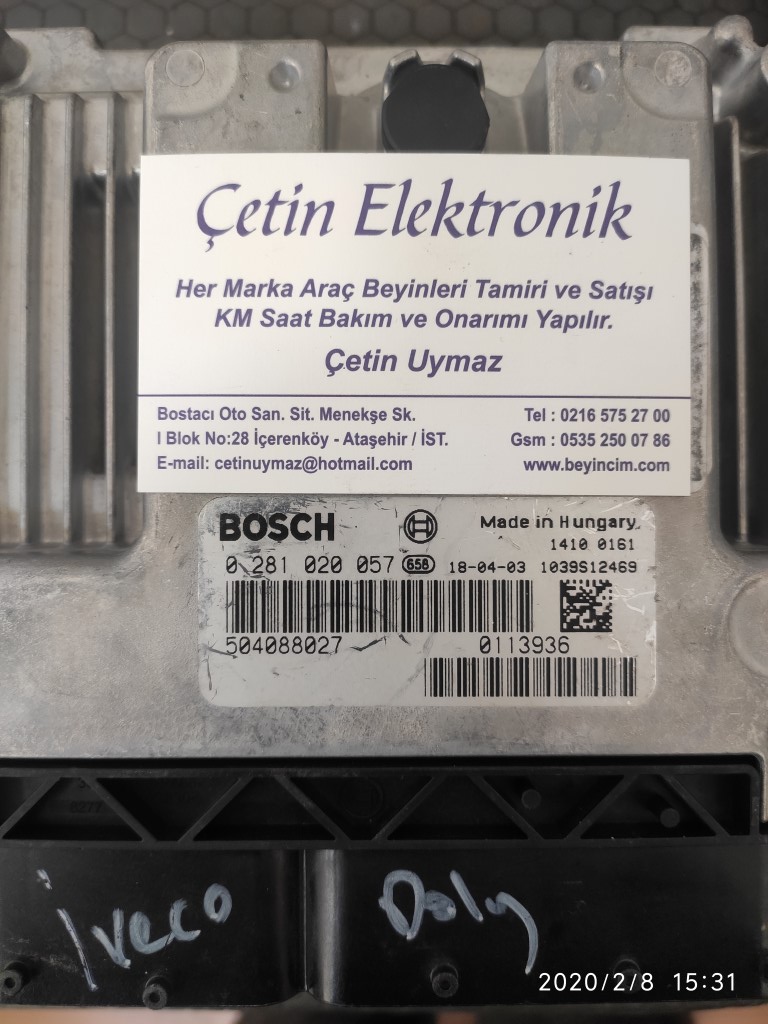 Çetin Elektronik
Her Marka Araç Beyinleri Tamiri ve Satışı
KM Saat Bakım ve Onarımı Yapılır.
Çetin Uymaz
Bostacı Oto San. Sit. Menekşe Sk.
I Blok No:28 İçerenköy - Ataşehir / İST.
E-mail: cetinuymaz@hotmail.com
Tel : 0216 575 27 00
Gsm : 0535 250 07 86
www.beyincim.com
BOSCH
Made in Hungary
1410 0161
0 281 020 057 658 18-04-03 1039S12469
504088027 0113936
İveco Daly
2020/2/8 15:31